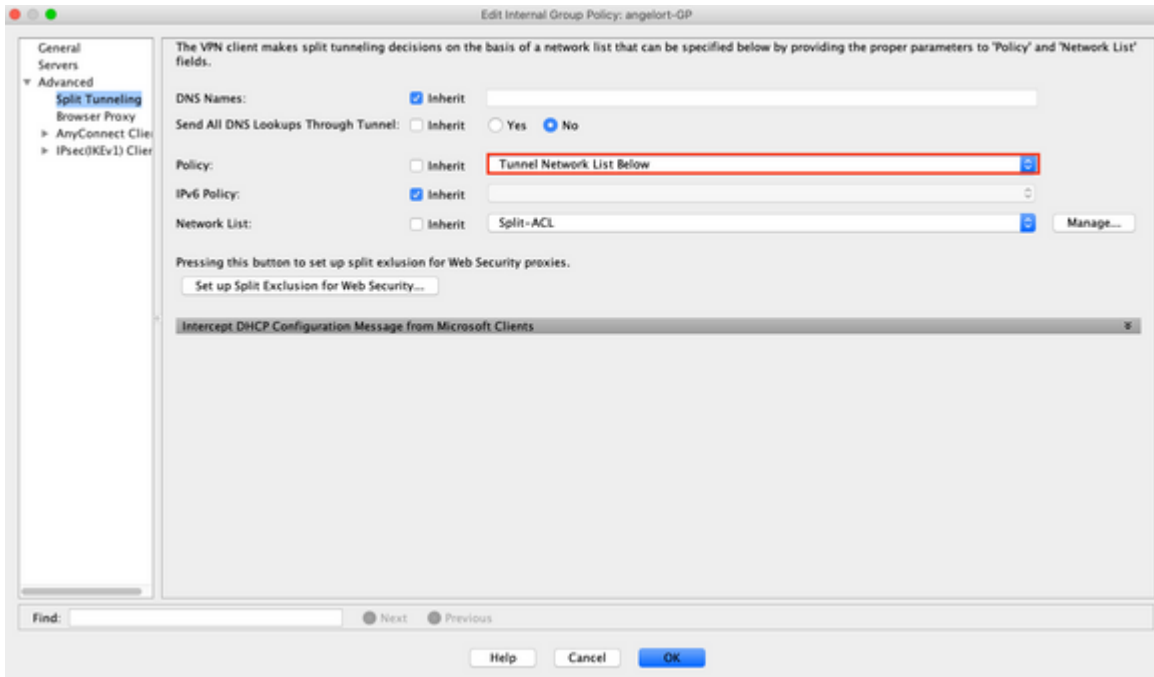 Edit Internal Group Policy: angelort-GP
General
Servers
Advanced
Split Tunneling
Browser Proxy
AnyConnect Clie
IPsec(IKEv1) Clier
The VPN client makes split tunneling decisions on the basis of a network list that can be specified below by providing the proper parameters to 'Policy' and 'Network List'
fields.
DNS Names: Inherit
Send All DNS Lookups Through Tunnel: Inherit Yes No
Policy: Inherit Tunnel Network List Below
IPv6 Policy: Inherit
Network List: Inherit Split-ACL Manage...
Pressing this button to set up split exlusion for Web Security proxies.
Set up Split Exclusion for Web Security...
Intercept DHCP Configuration Message from Microsoft Clients
Find: Next Previous
Help Cancel OK